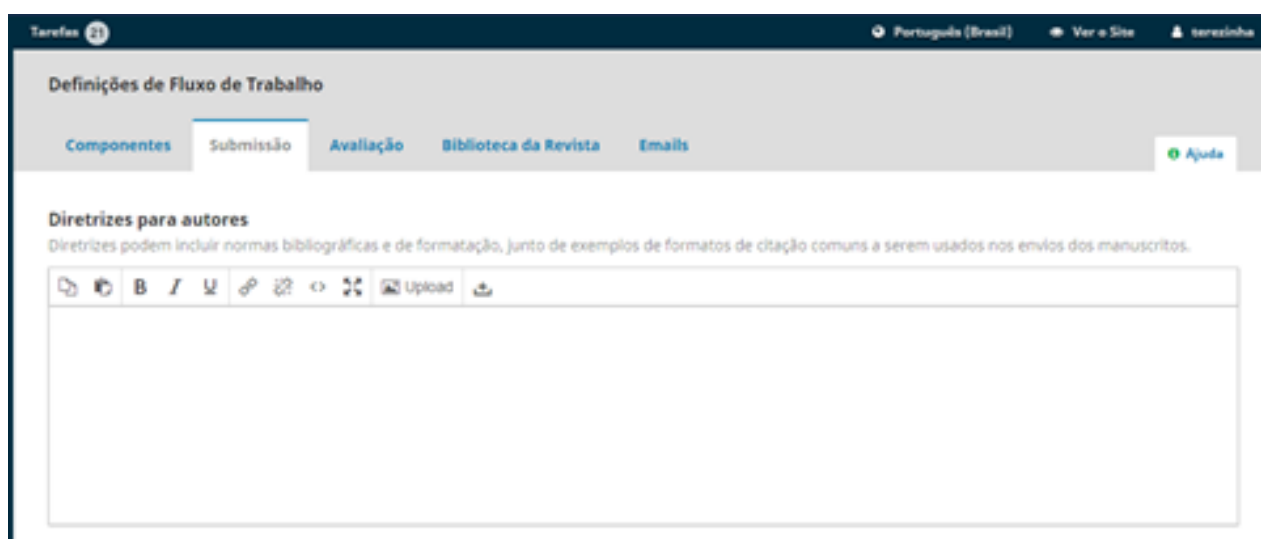 Tarefas 21 Português (Brasil) Ver o Site terezinha
Definições de Fluxo de Trabalho
Componentes Submissão Avaliação Biblioteca da Revista Emails
Ajuda
Diretrizes para autores
Diretrizes podem incluir normas bibliográficas e de formatação, junto de exemplos de formatos de citação comuns a serem usados nos envios dos manuscritos.
B I U Upload